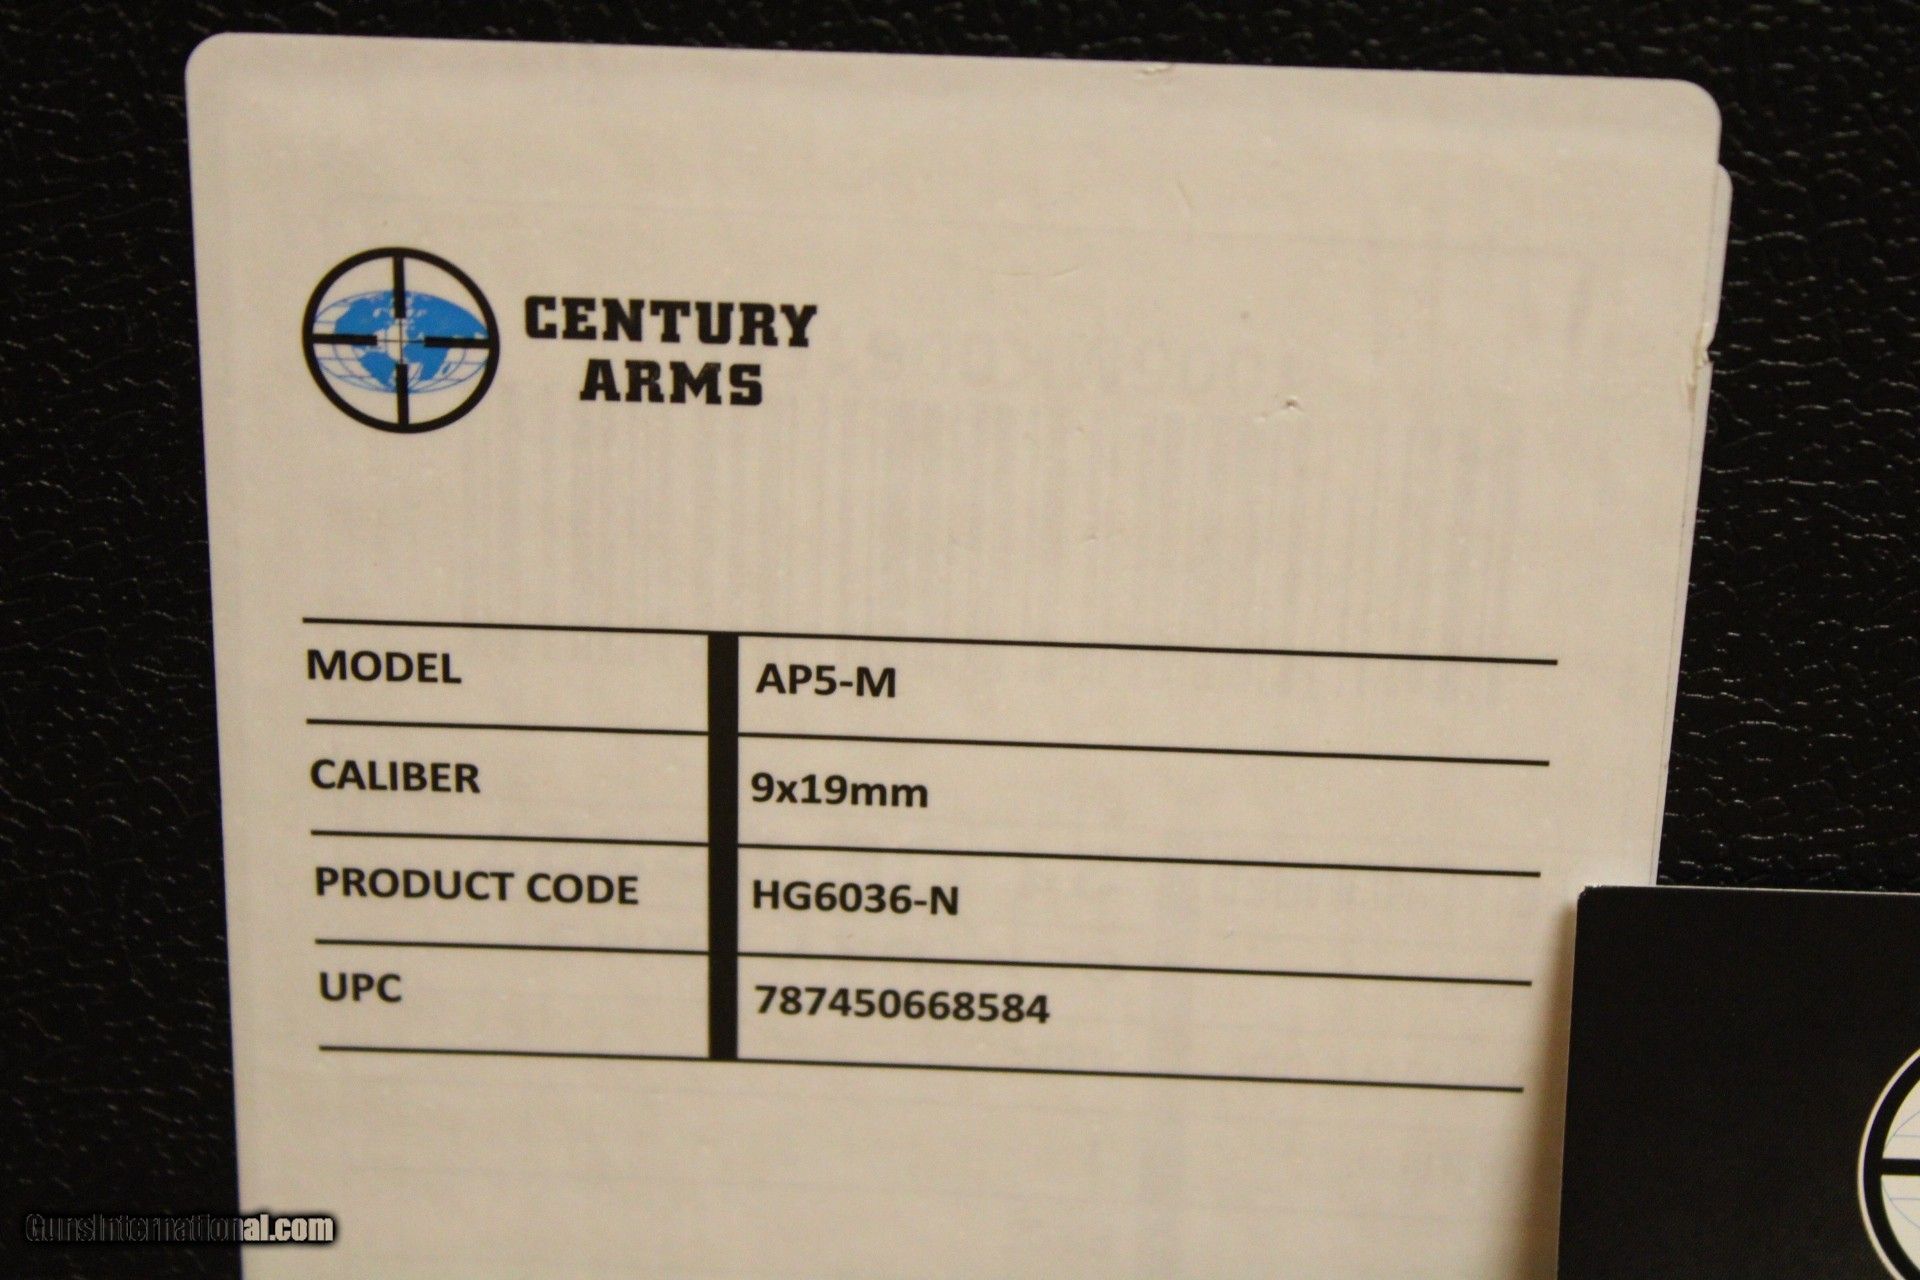 CENTURY
ARMS
MODEL AP5-M
CALIBER 9x19mm
PRODUCT CODE HG6036-N
UPC 787450668584
GunsInternational.com